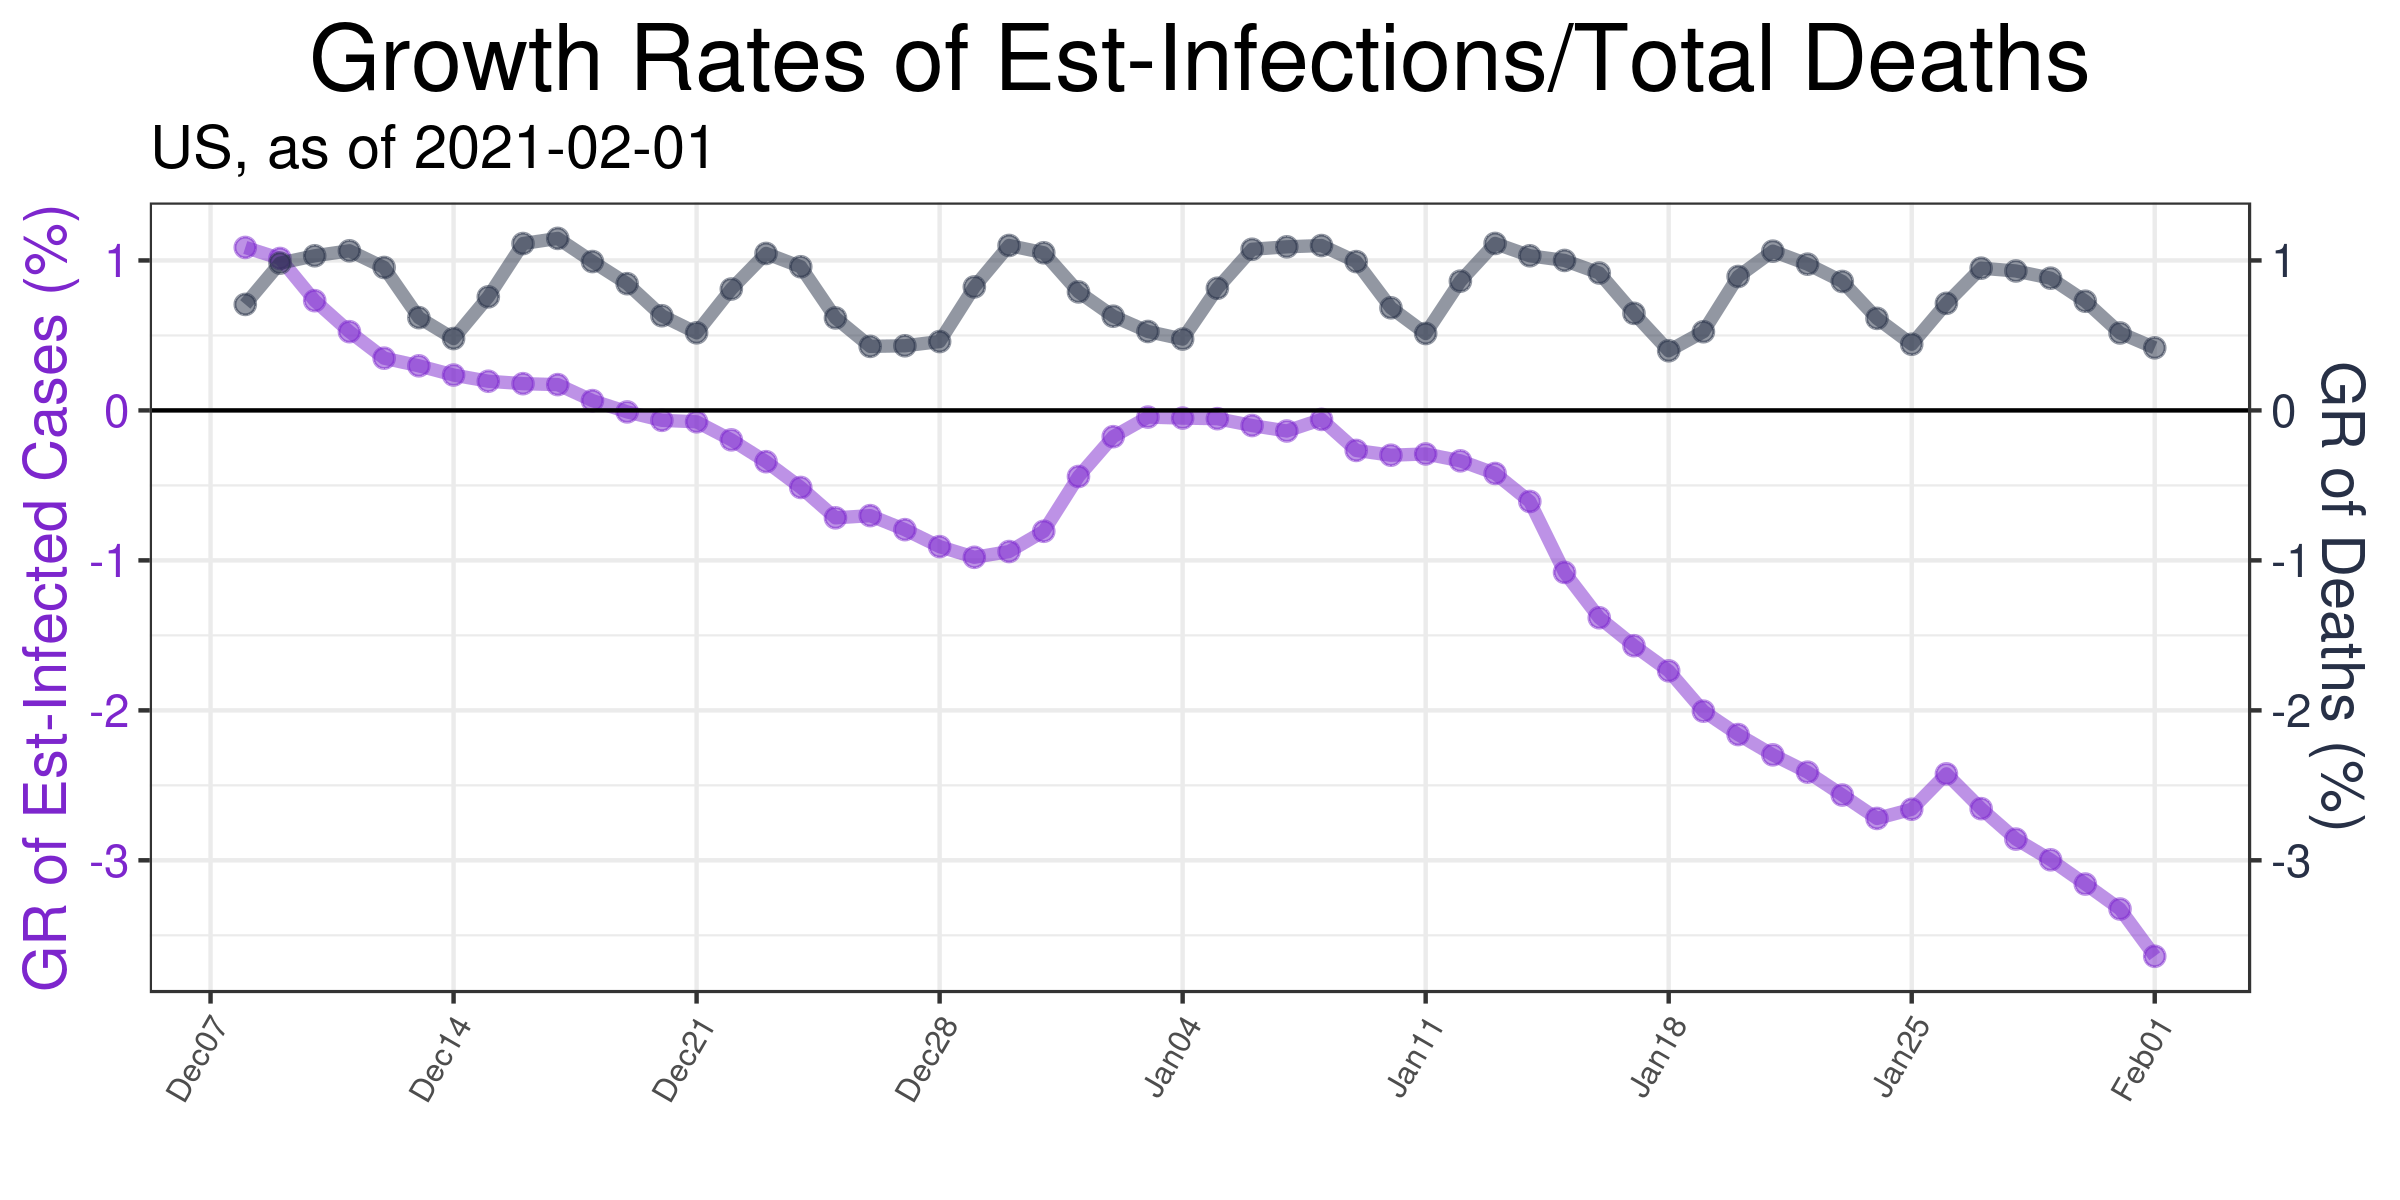 Growth Rates of Est-Infections/Total Deaths
US, as of 2021-02-01
GR of Est-Infected Cases (%)
1
0
-1
-2
-3
1
0
-1
-2
-3
GR of Deaths (%)
Dec07
Dec14
Dec21
Dec28
Jan04
Jan11
Jan18
Jan25
Feb01